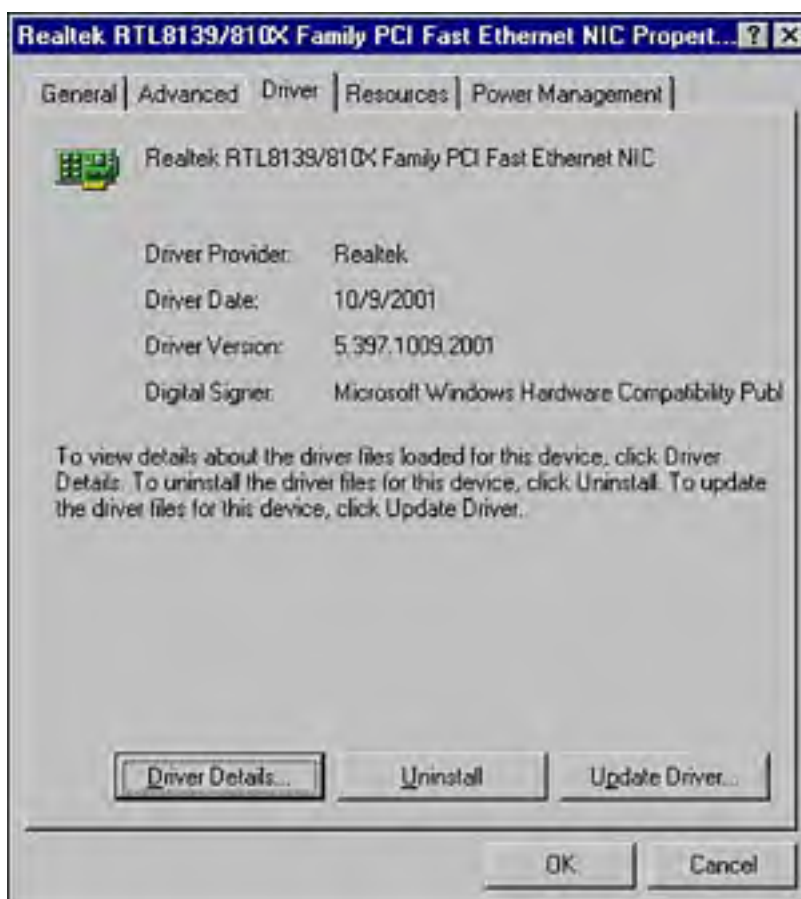 Realtek RTL8139/810X Family PCI Fast Ethernet NIC Propert...
General Advanced Driver Resources Power Management
Realtek RTL8139/810X Family PCI Fast Ethernet NIC
Driver Provider: Realtek
Driver Date: 10/9/2001
Driver Version: 5.397.1009.2001
Digital Signer: Microsoft Windows Hardware Compatibility Publ
To view details about the driver files loaded for this device, click Driver
Details. To uninstall the driver files for this device, click Uninstall. To update
the driver files for this device, click Update Driver.
Driver Details... Uninstall Update Driver...
OK Cancel